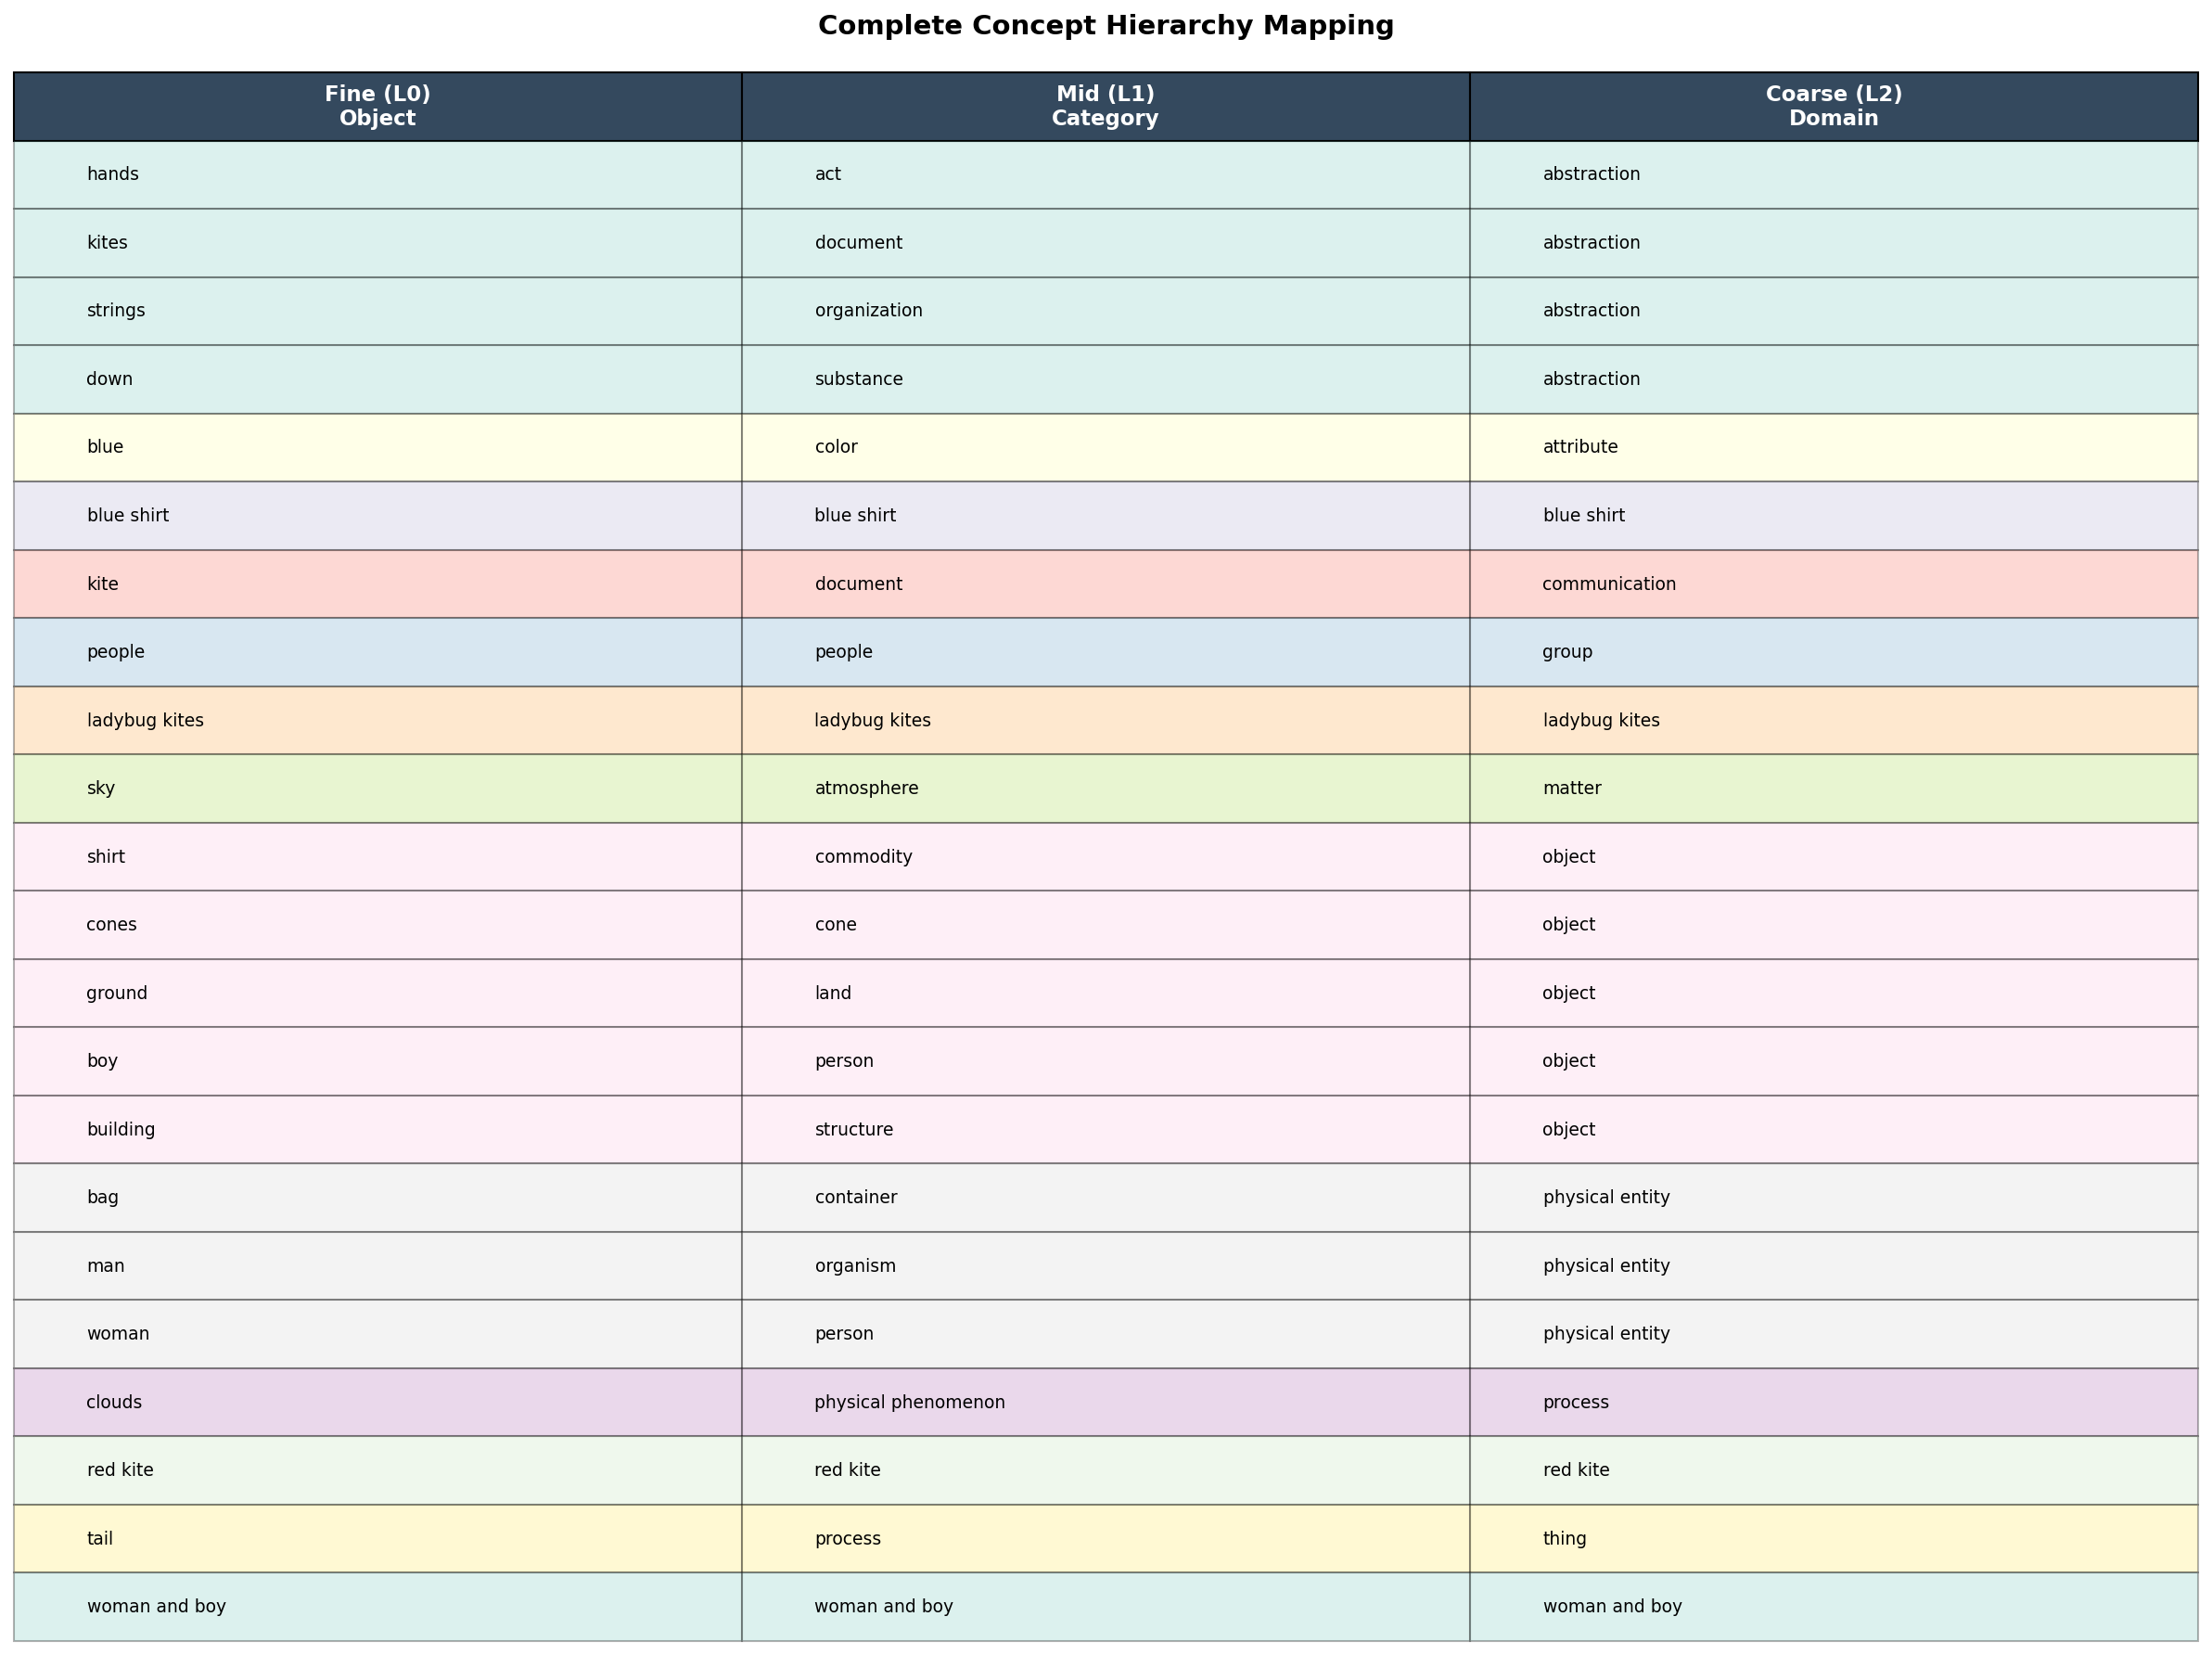 Complete Concept Hierarchy Mapping
Fine (L0) Mid (L1) Coarse (L2)
Object Category Domain
hands act abstraction
kites document abstraction
strings organization abstraction
down substance abstraction
blue color attribute
blue shirt blue shirt blue shirt
kite document communication
people people group
ladybug kites ladybug kites ladybug kites
sky atmosphere matter
shirt commodity object
cones cone object
ground land object
boy person object
building structure object
bag container physical entity
man organism physical entity
woman person physical entity
clouds physical phenomenon process
red kite red kite red kite
tail process thing
woman and boy woman and boy woman and boy